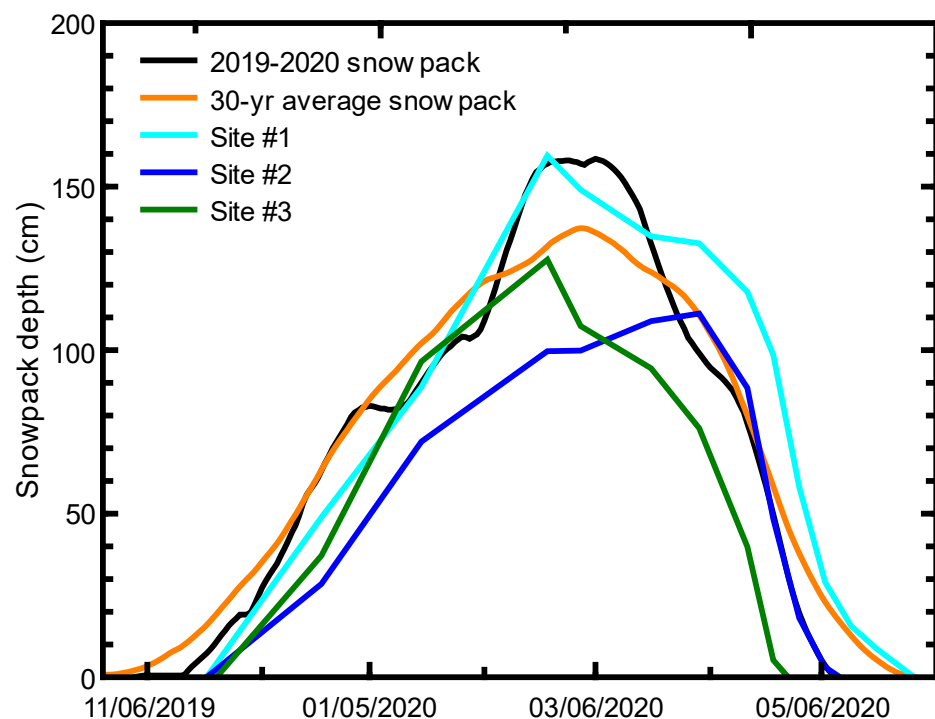 200
2019-2020 snow pack
30-yr average snow pack
Site #1
Site #2
Site #3
150
100
50
0
Snowpack depth (cm)
11/06/2019 01/05/2020 03/06/2020 05/06/2020